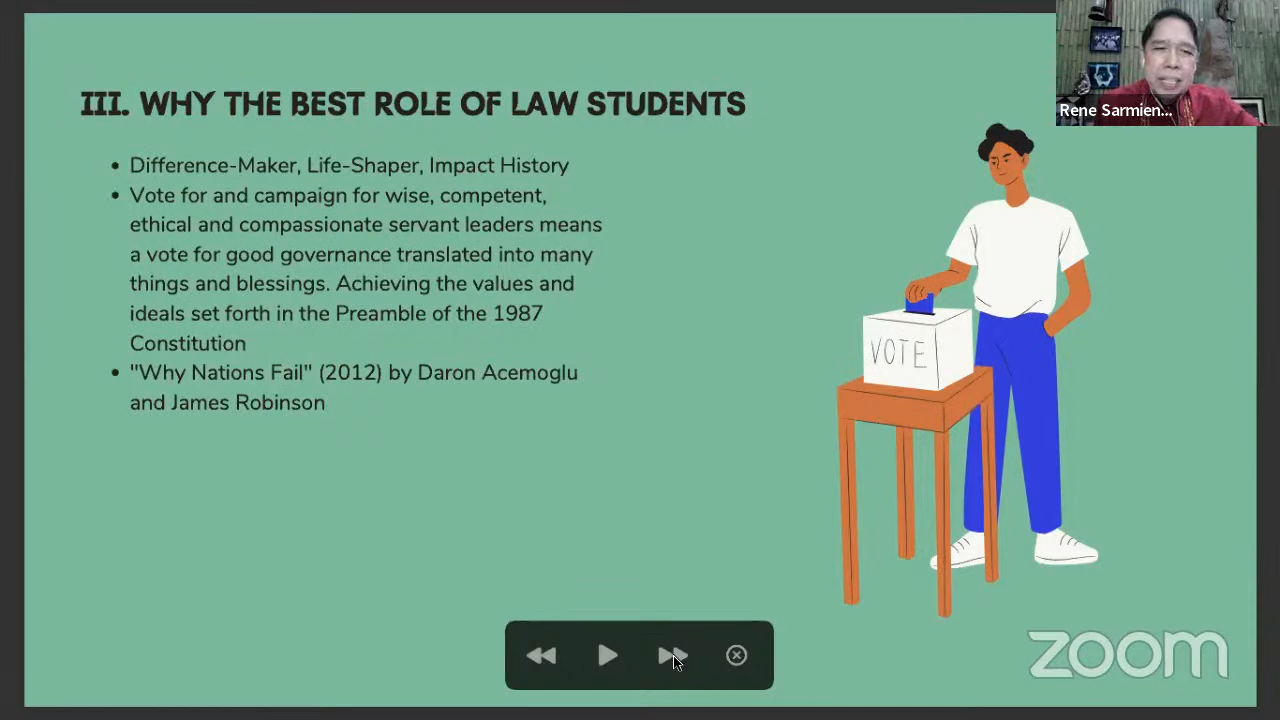 III. WHY THE BEST ROLE OF LAW STUDENTS
Rene Sarmien...
• Difference-Maker, Life-Shaper, Impact History
• Vote for and campaign for wise, competent,
ethical and compassionate servant leaders means
a vote for good governance translated into many
things and blessings. Achieving the values and
ideals set forth in the Preamble of the 1987
Constitution
• "Why Nations Fail" (2012) by Daron Acemoglu
and James Robinson
VOTE
zoom